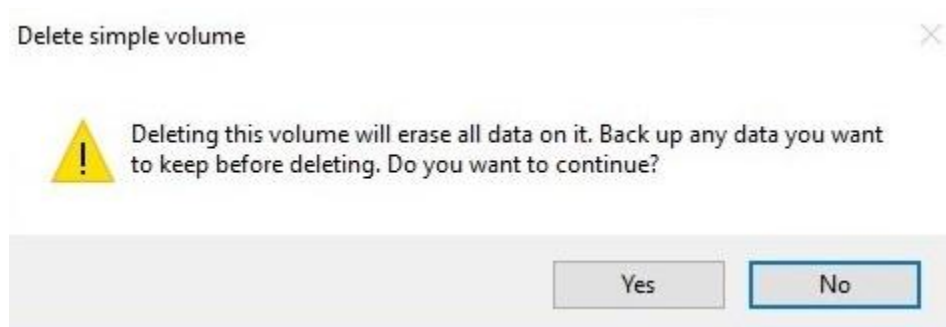 Delete simple volume
Deleting this volume will erase all data on it. Back up any data you want
to keep before deleting. Do you want to continue?
Yes No